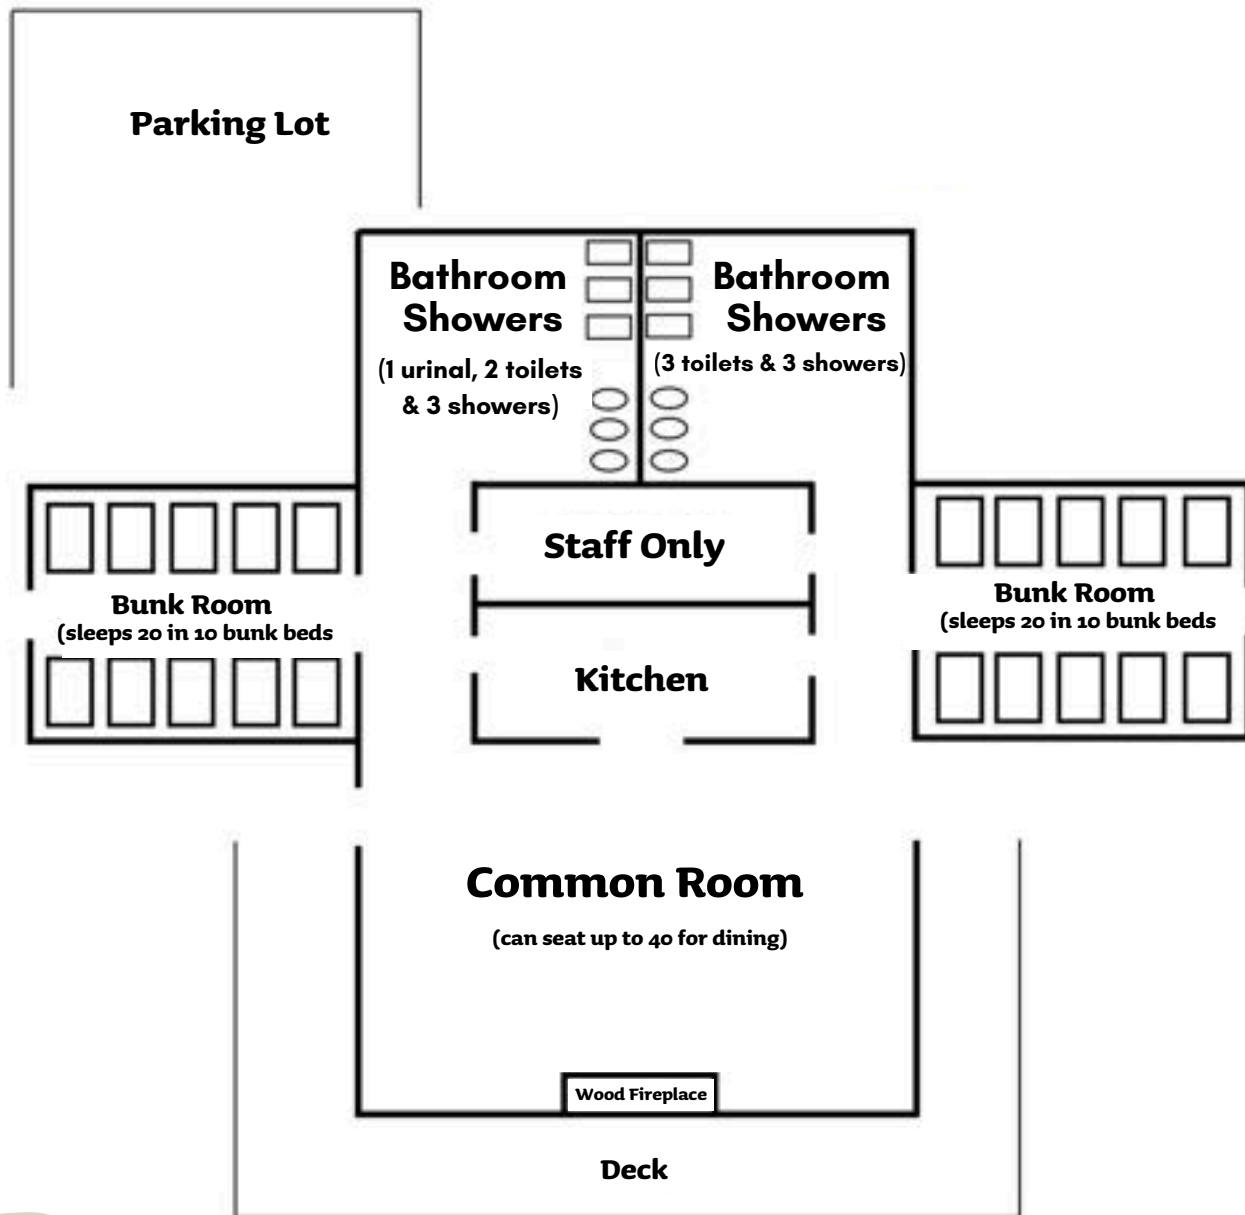 Parking Lot
Bathroom
Showers
(1 urinal, 2 toilets
& 3 showers)
Bathroom
Showers
(3 toilets & 3 showers)
Staff Only
Bunk Room
(sleeps 20 in 10 bunk beds
Bunk Room
(sleeps 20 in 10 bunk beds
Kitchen
Common Room
(can seat up to 40 for dining)
Wood Fireplace
Deck